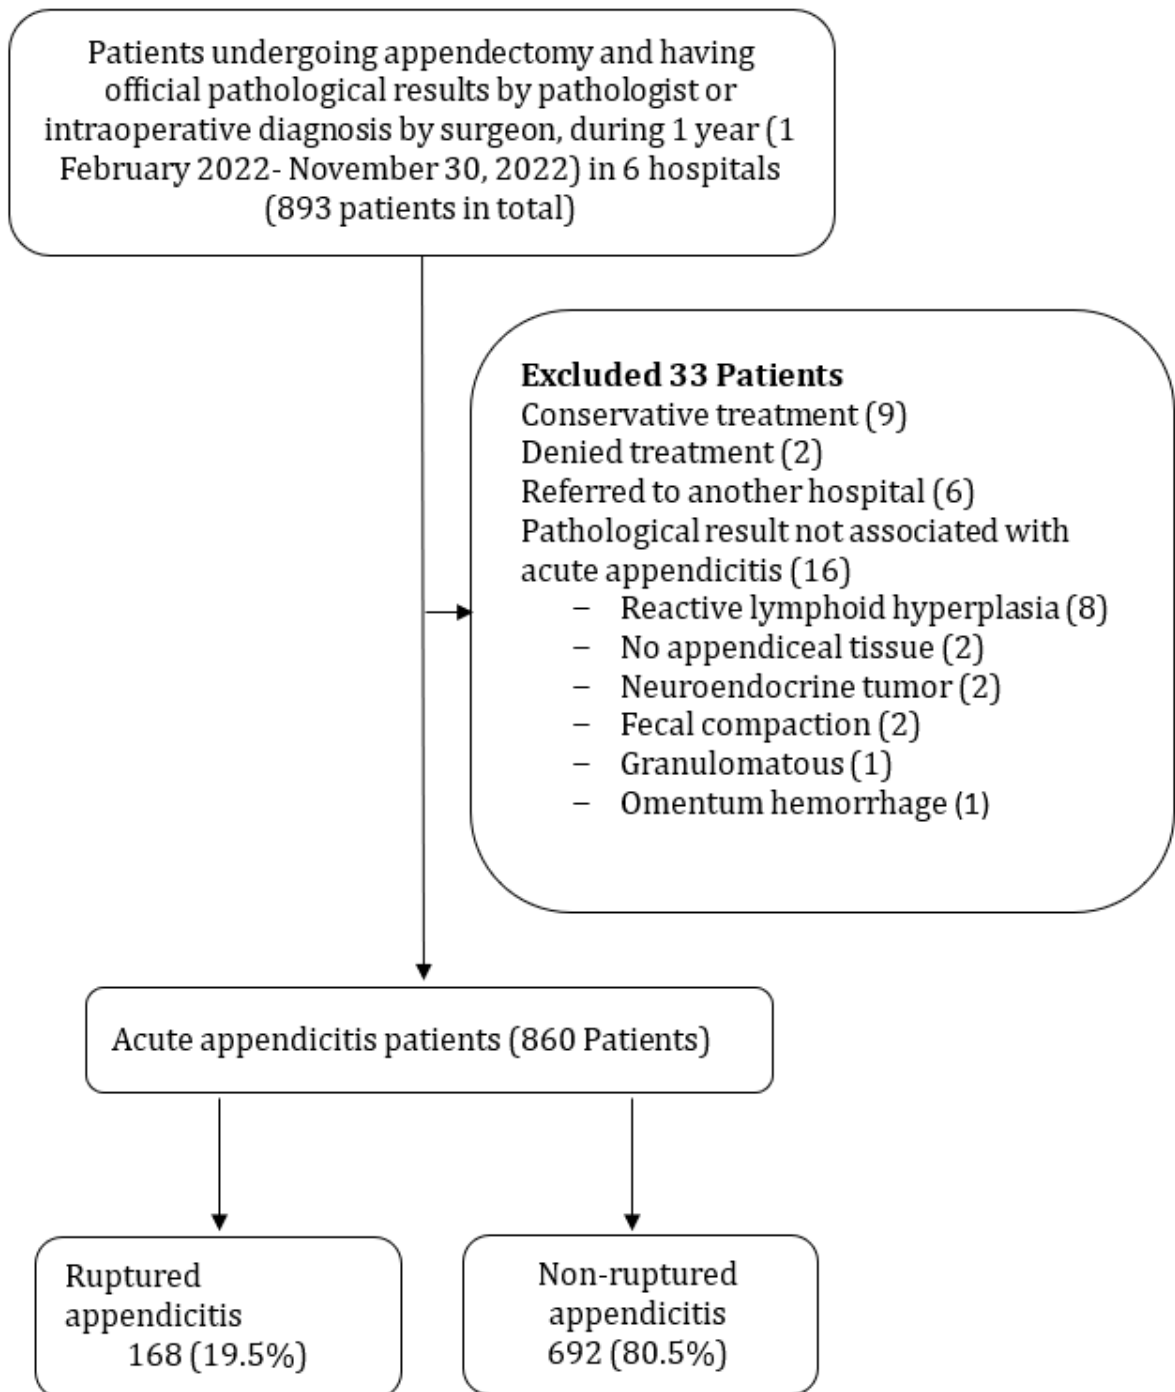 Patients undergoing appendectomy and having
official pathological results by pathologist or
intraoperative diagnosis by surgeon, during 1 year (1
February 2022- November 30, 2022) in 6 hospitals
(893 patients in total)
Excluded 33 Patients
Conservative treatment (9)
Denied treatment (2)
Referred to another hospital (6)
Pathological result not associated with
acute appendicitis (16)
– Reactive lymphoid hyperplasia (8)
– No appendiceal tissue (2)
– Neuroendocrine tumor (2)
– Fecal compaction (2)
– Granulomatous (1)
– Omentum hemorrhage (1)
Acute appendicitis patients (860 Patients)
Ruptured
appendicitis
168 (19.5%)
Non-ruptured
appendicitis
692 (80.5%)